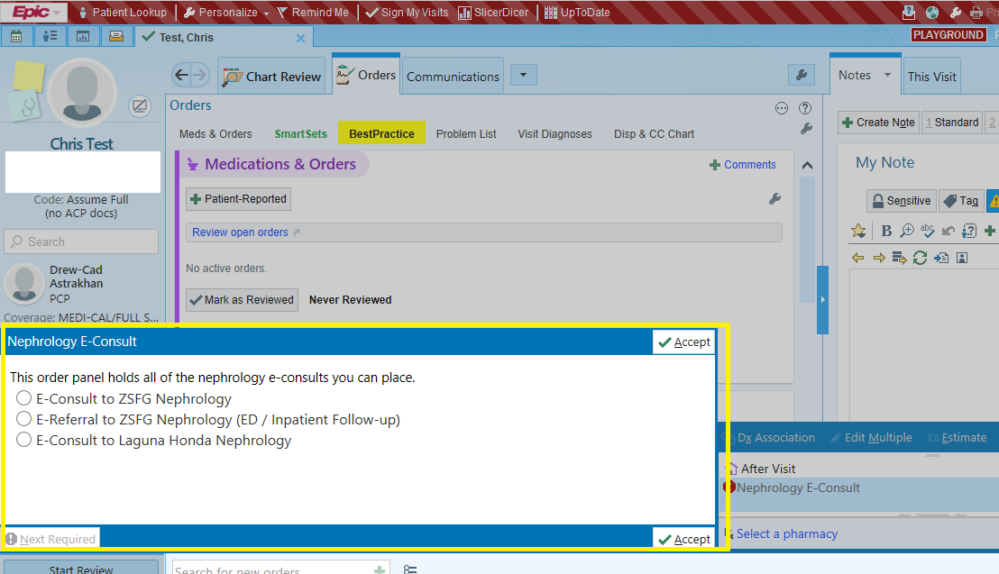 Epic Patient Lookup Personalize Remind Me Sign My Visits SlicerDicer UpToDate
Test, Chris
PLAYGROUND
Chart Review Orders Communications
Notes This Visit
Orders
Meds & Orders SmartSets BestPractice Problem List Visit Diagnoses Disp & CC Chart
Create Note 1 Standard 2
Medications & Orders
Comments
My Note
Chris Test
Patient-Reported
Sensitive Tag
Code: Assume Full
(no ACP docs)
Review open orders
Search
No active orders.
Drew-Cad
Astrakhan
PCP
Mark as Reviewed Never Reviewed
Coverage: MEDI-CAL/FULL S...
Nephrology E-Consult
Accept
This order panel holds all of the nephrology e-consults you can place.
E-Consult to ZSFG Nephrology
E-Referral to ZSFG Nephrology (ED / Inpatient Follow-up)
E-Consult to Laguna Honda Nephrology
Dx Association Edit Multiple Estimate
After Visit
Nephrology E-Consult
Select a pharmacy
Next Required
Accept
Start Review
Search for new orders